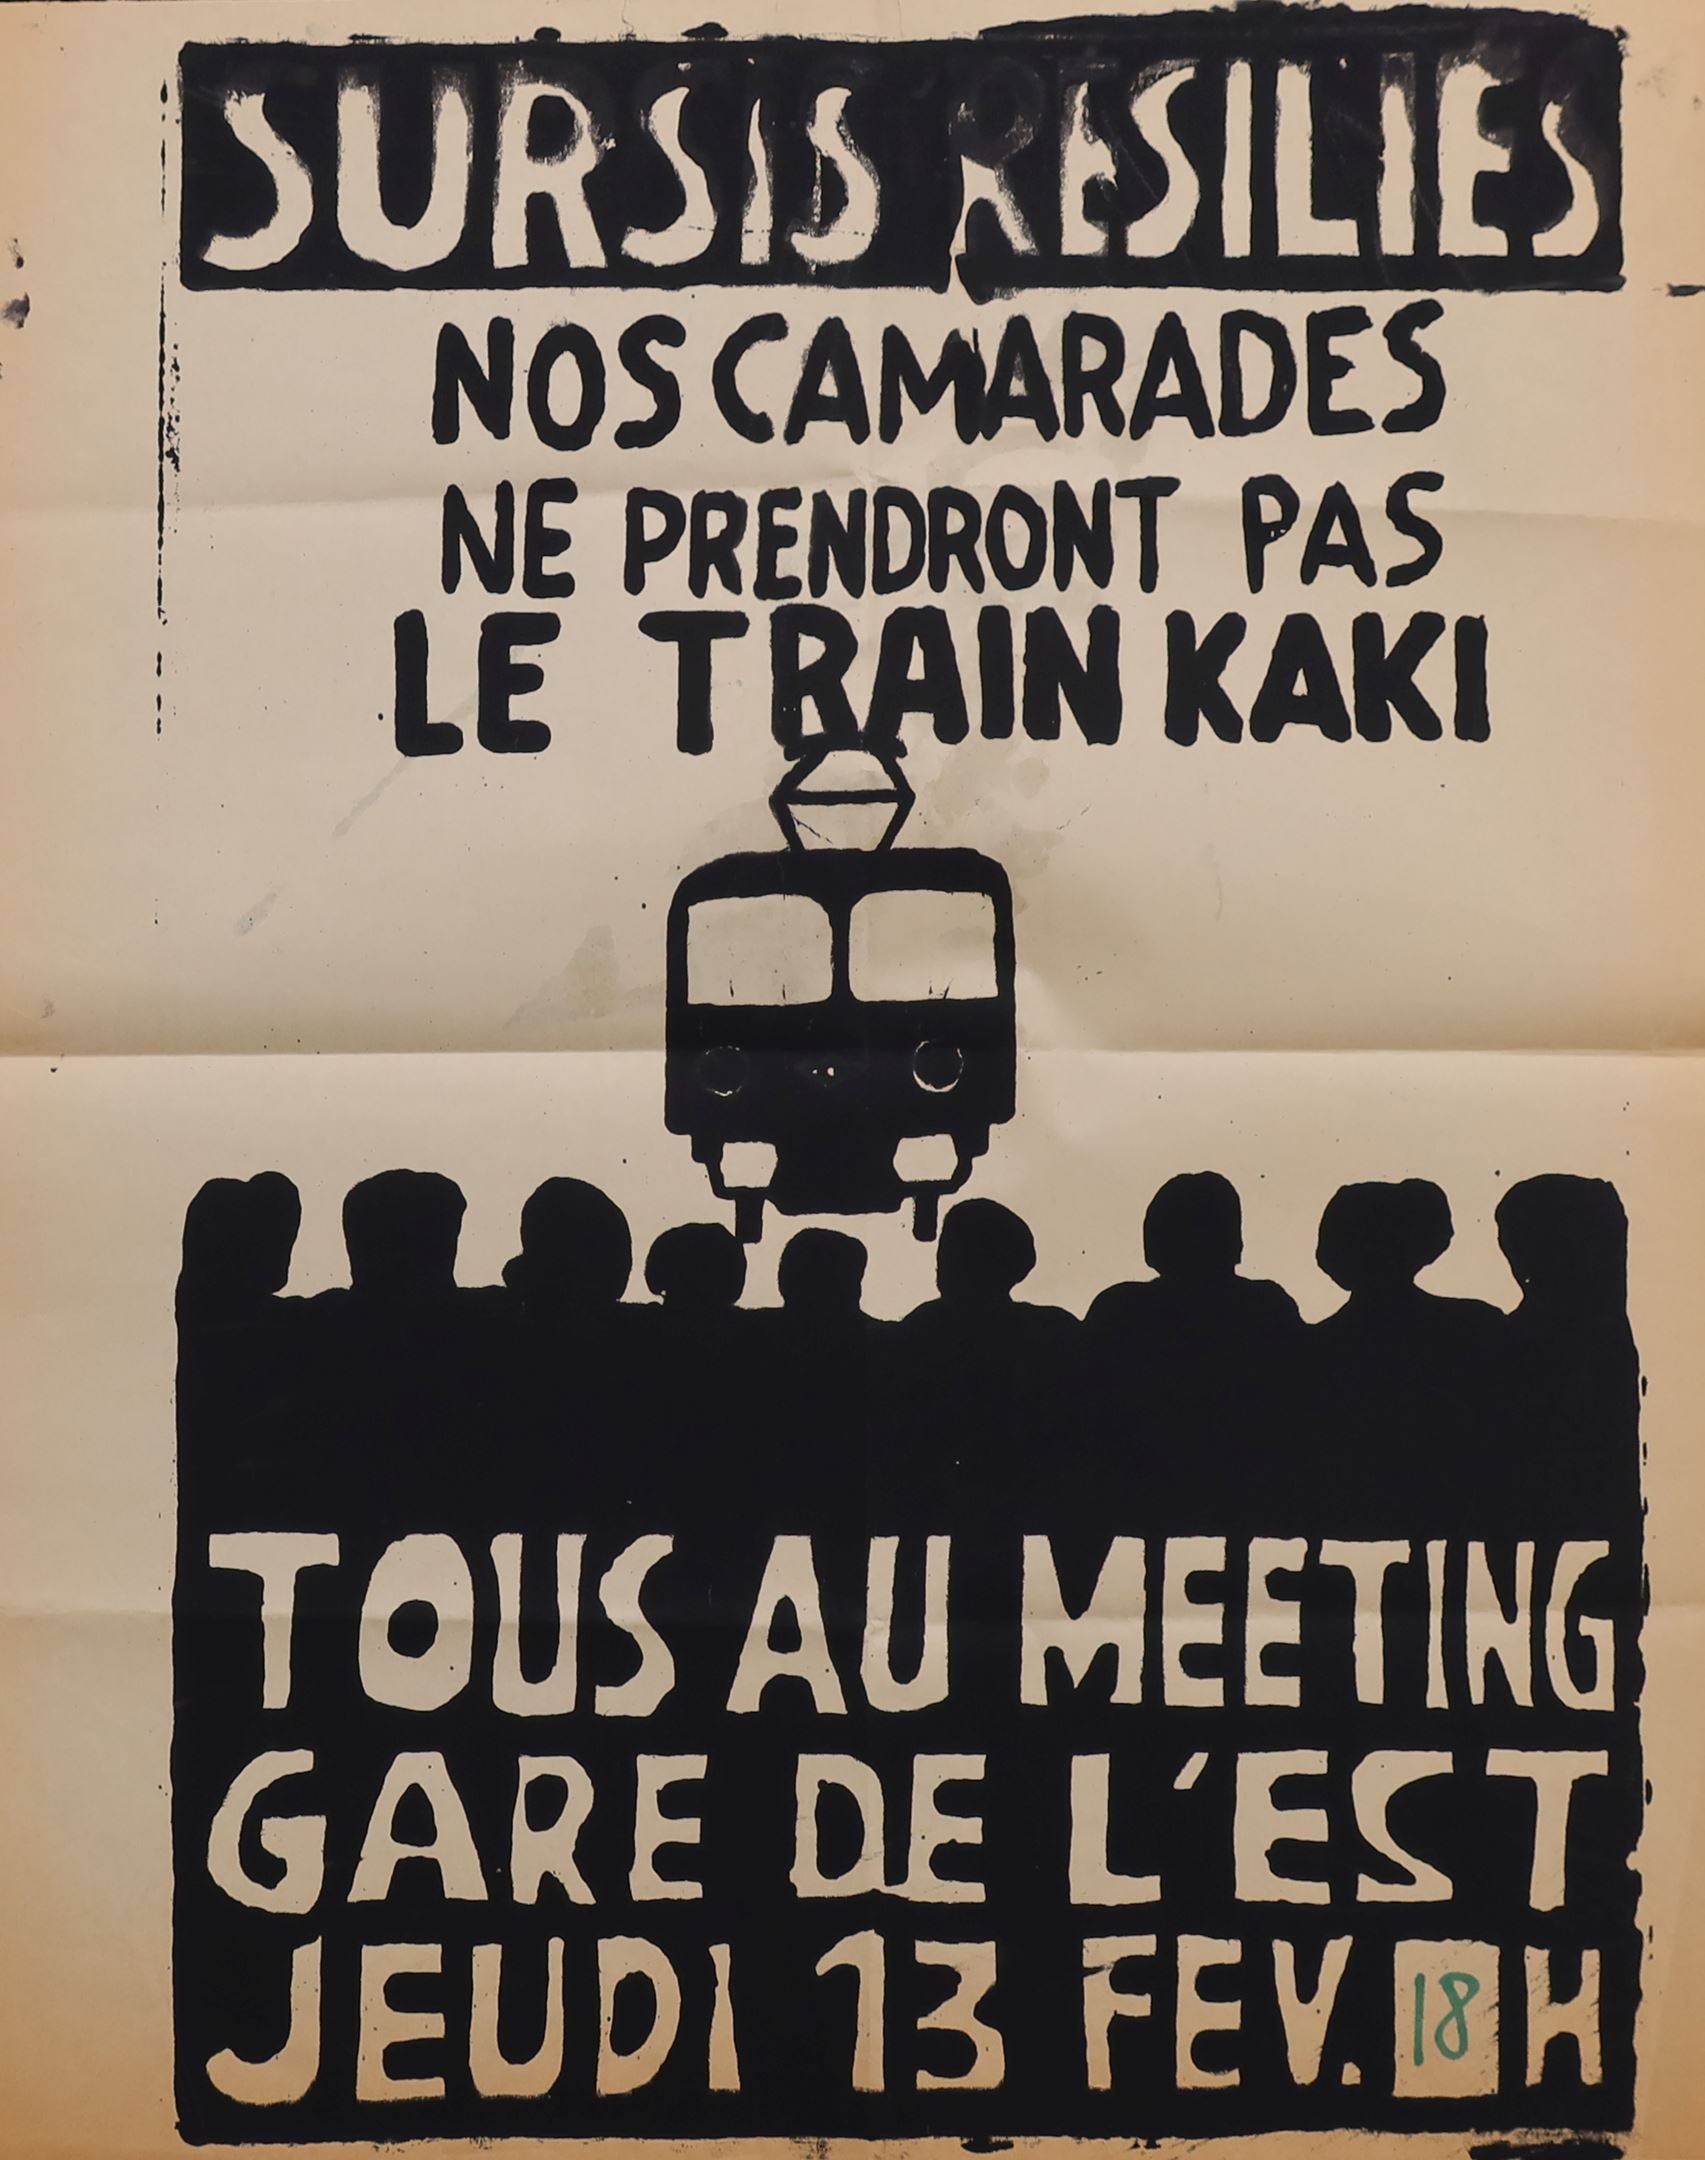 SURSIS RESILIES
NOS CAMARADES
NE PRENDRONT PAS
LE TRAIN KAKI
TOUS AU MEETING
GARE DE L'EST
JEUDI 13 FEV. 18 H